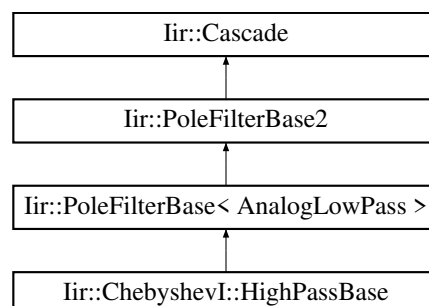 Iir::Cascade
Iir::PoleFilterBase2
Iir::PoleFilterBase< AnalogLowPass >
Iir::ChebyshevI::HighPassBase